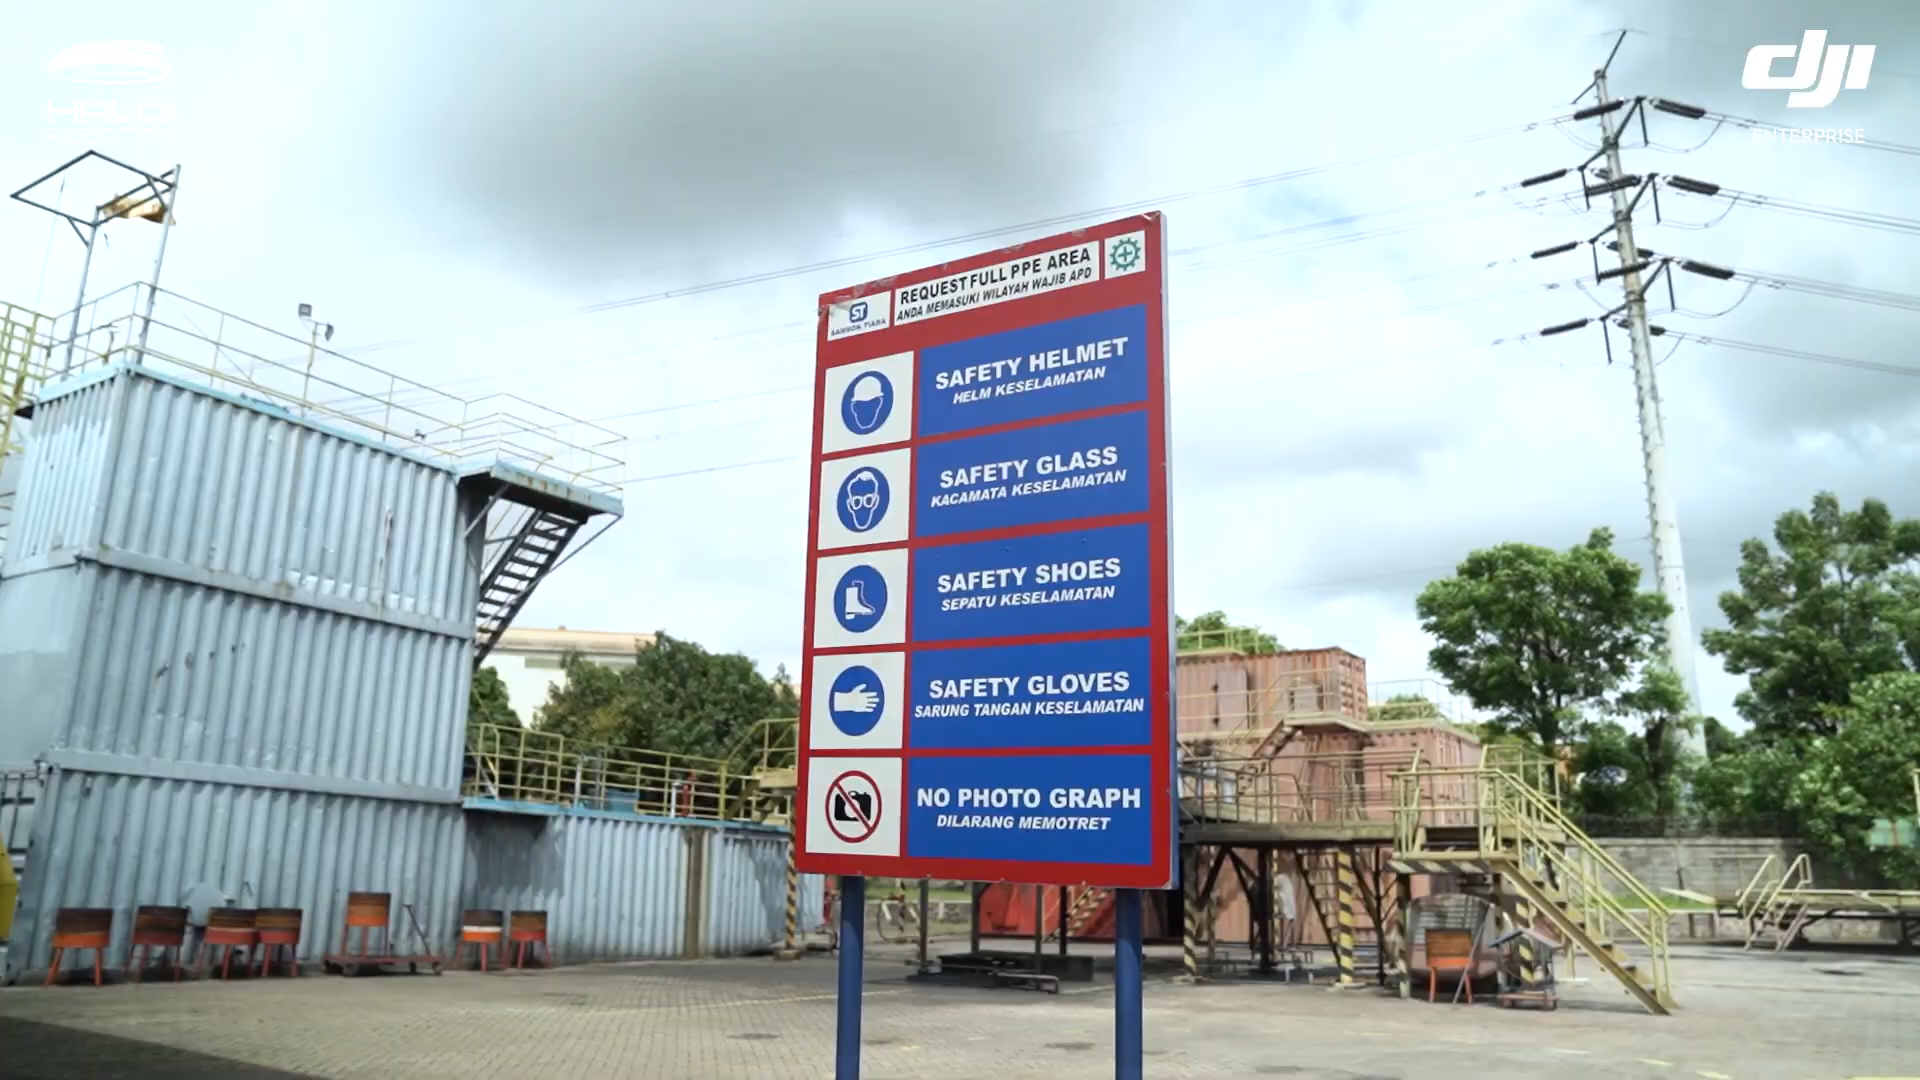 HALO
dji
ENTERPRISE
ST
SAMSON TIARA
REQUEST FULL PPE AREA
ANDA MEMASUKI WILAYAH WAJIB APD
SAFETY HELMET
HELM KESELAMATAN
SAFETY GLASS
KACAMATA KESELAMATAN
SAFETY SHOES
SEPATU KESELAMATAN
SAFETY GLOVES
SARUNG TANGAN KESELAMATAN
NO PHOTO GRAPH
DILARANG MEMOTRET